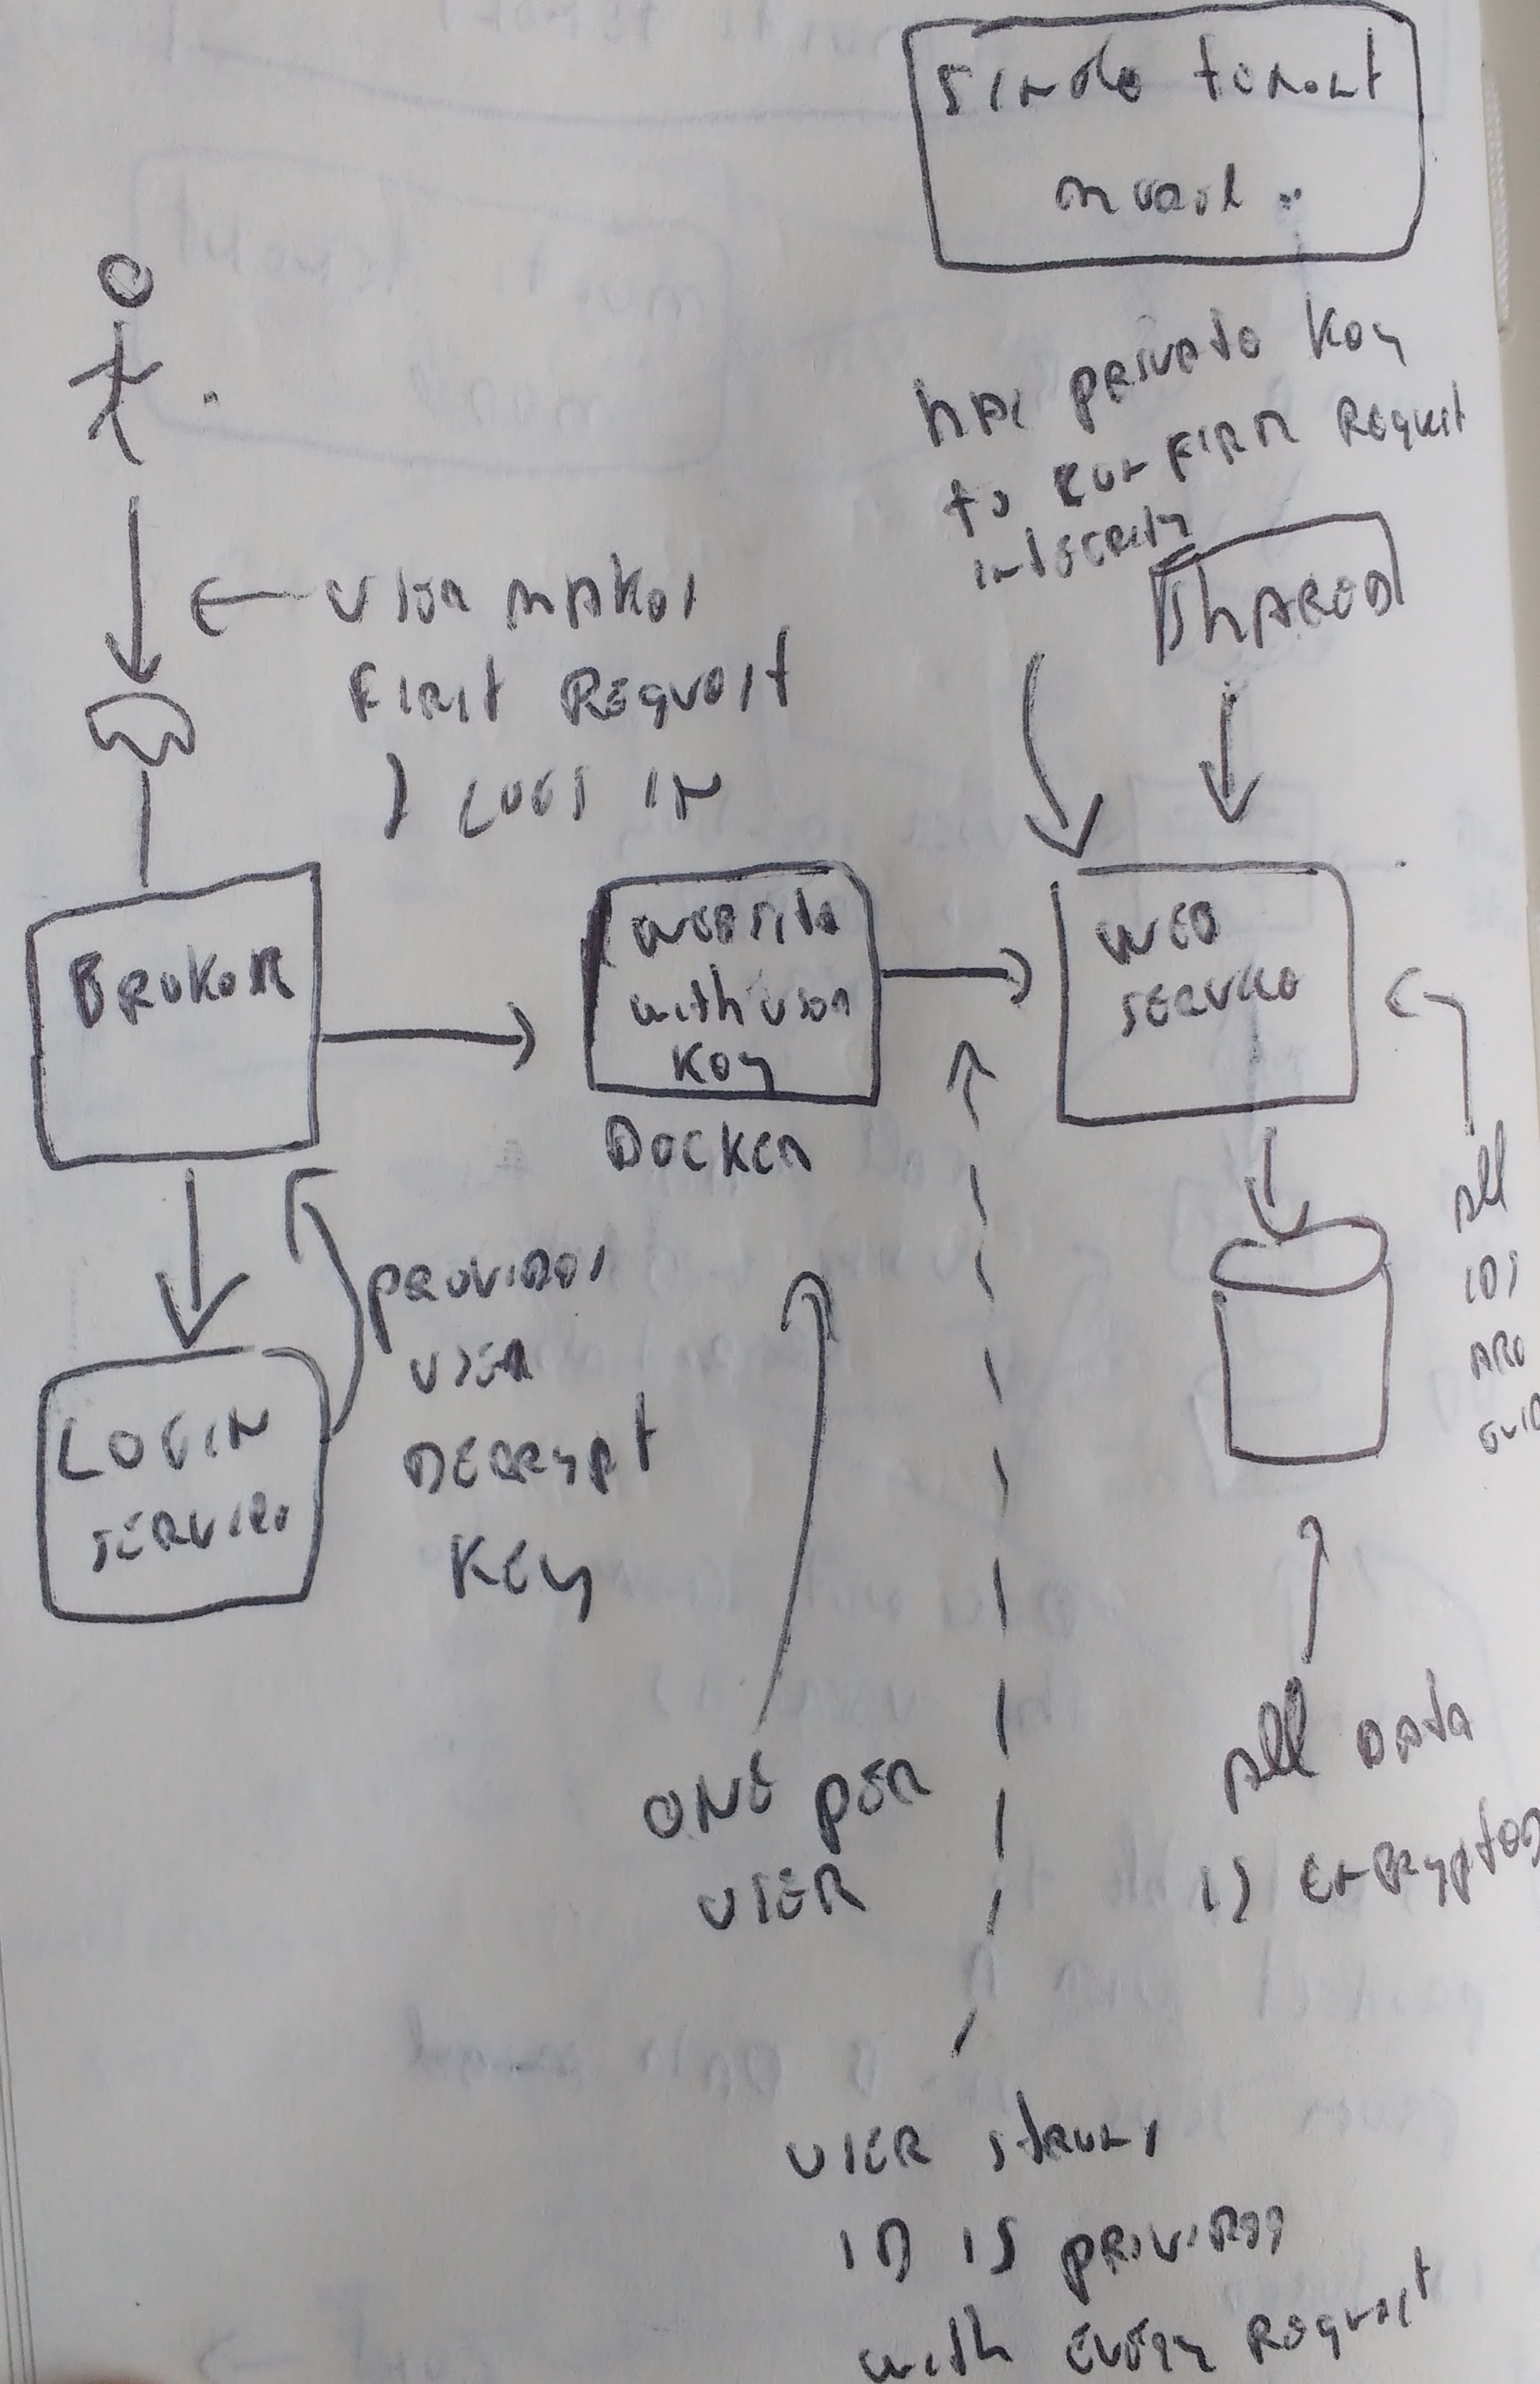 single tenant
model
has private key
to confirm request
integrity
shared
user makes
first request
logs in
Broker
website
with user
key
Docker
web
service
all
IDs
are
provides
user
decrypt
key
Login
service
one per
user
all data
is encrypted
user
ID is provided
with every request